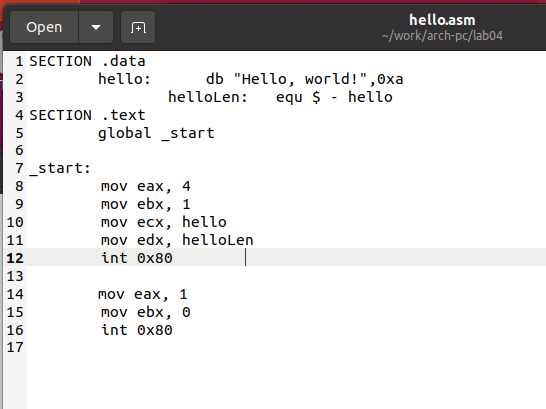 Open
hello.asm
~/work/arch-pc/lab04
1 SECTION .data
2 hello: db "Hello, world!",0xa
3 helloLen: equ $ - hello
4 SECTION .text
5 global _start
6
7 _start:
8 mov eax, 4
9 mov ebx, 1
10 mov ecx, hello
11 mov edx, helloLen
12 int 0x80
13
14 mov eax, 1
15 mov ebx, 0
16 int 0x80
17